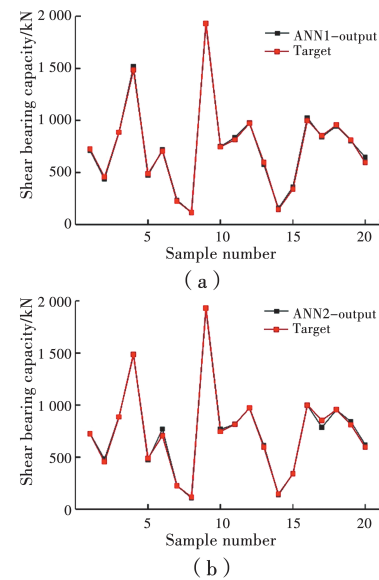 2 000
ANN1-output
Target
1 500
1 000
500
0
Shear bearing capacity/kN
5
10
15
20
Sample number
(a)
2 000
ANN2-output
Target
1 500
1 000
500
0
Shear bearing capacity/kN
5
10
15
20
Sample number
(b)